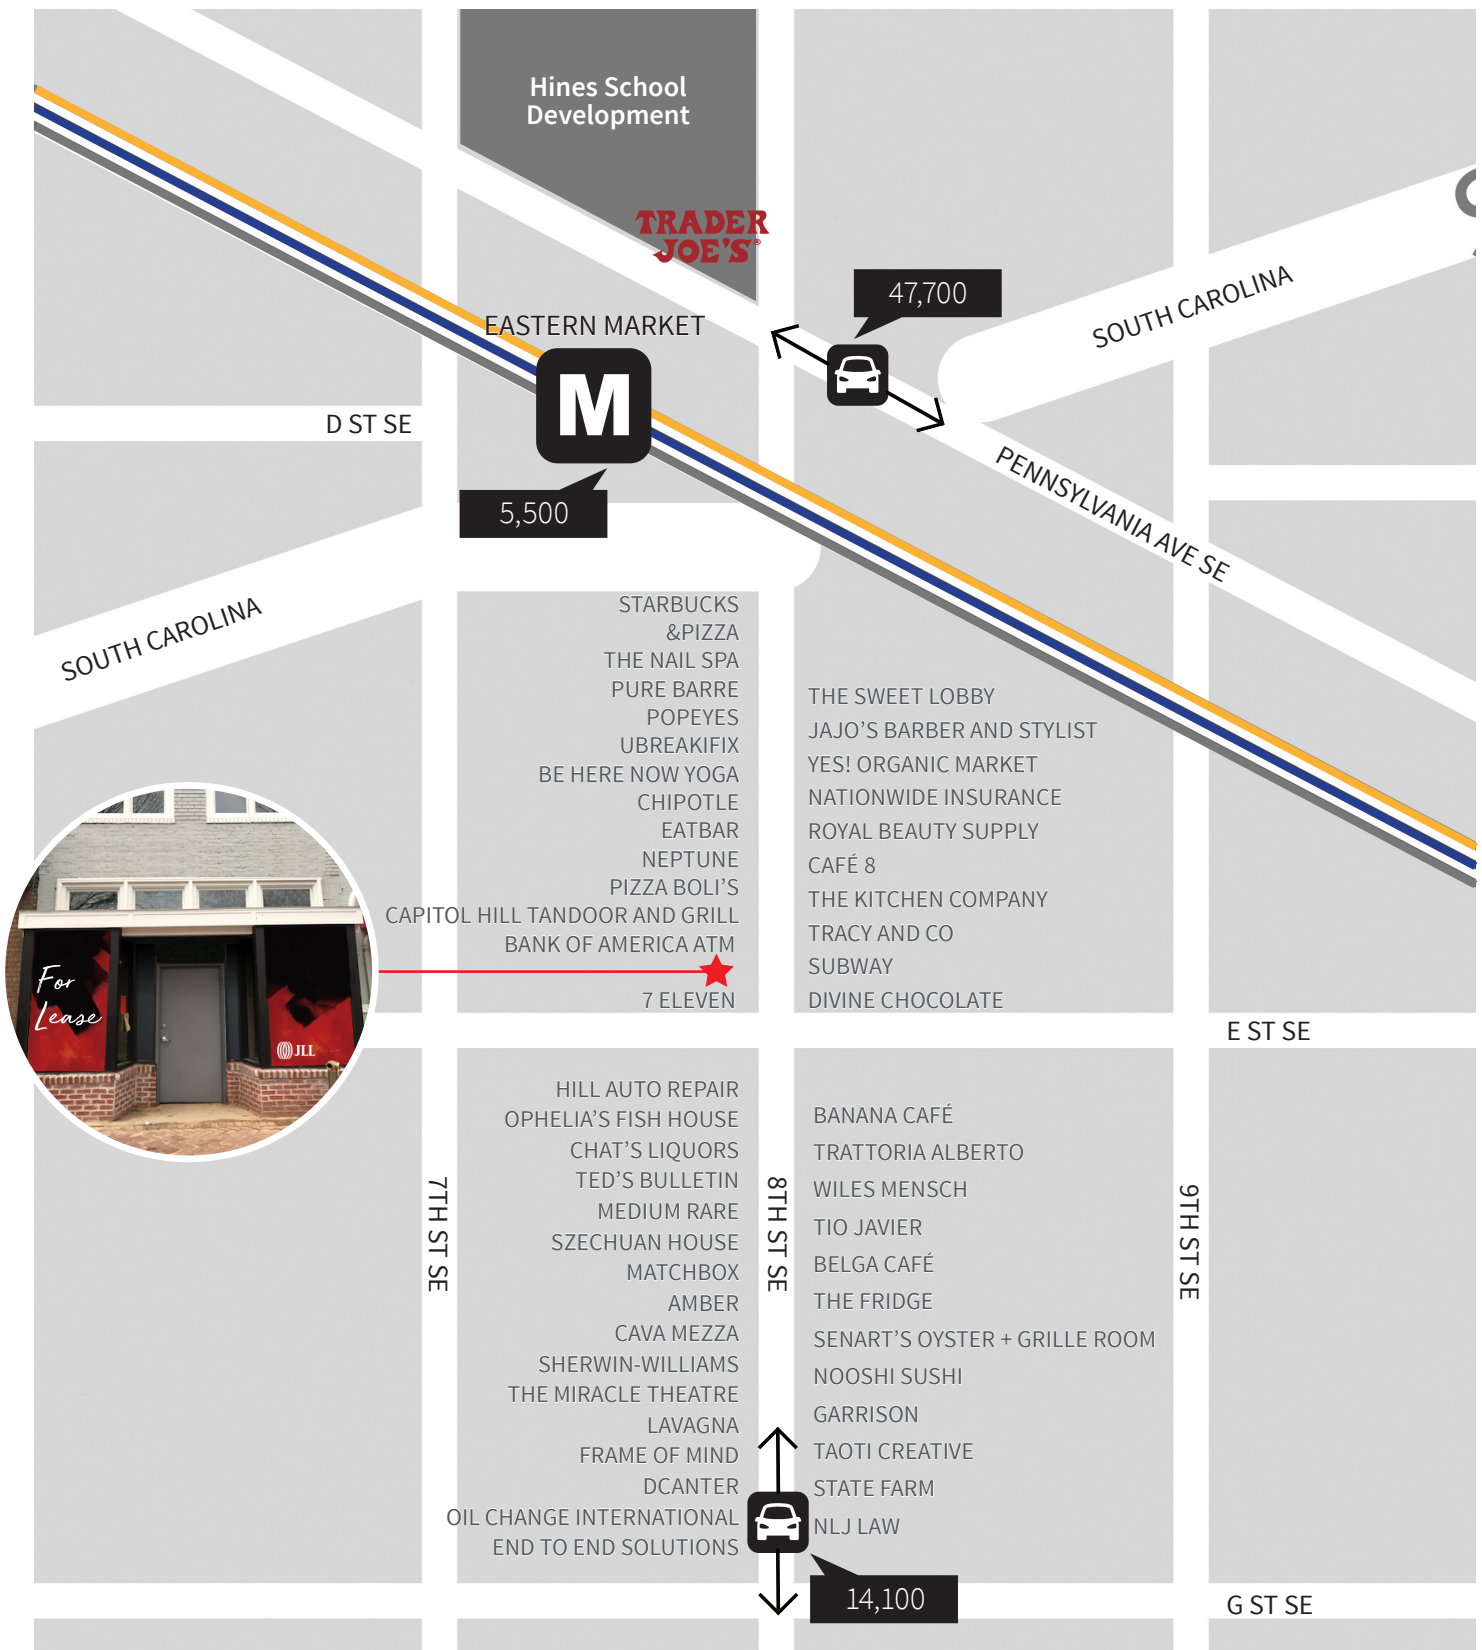 Hines School
Development
TRADER
JOE'S®
47,700
SOUTH CAROLINA
EASTERN MARKET
M
D ST SE
5,500
PENNSYLVANIA AVE SE
SOUTH CAROLINA
STARBUCKS
&PIZZA
THE NAIL SPA
PURE BARRE
POPEYES
UBREAKIFIX
BE HERE NOW YOGA
CHIPOTLE
EATBAR
NEPTUNE
PIZZA BOLI'S
CAPITOL HILL TANDOOR AND GRILL
BANK OF AMERICA ATM
7 ELEVEN
THE SWEET LOBBY
JAJO'S BARBER AND STYLIST
YES! ORGANIC MARKET
NATIONWIDE INSURANCE
ROYAL BEAUTY SUPPLY
CAFÉ 8
THE KITCHEN COMPANY
TRACY AND CO
SUBWAY
DIVINE CHOCOLATE
For
Lease
JLL
E ST SE
HILL AUTO REPAIR
OPHELIA'S FISH HOUSE
CHAT'S LIQUORS
TED'S BULLETIN
MEDIUM RARE
SZECHUAN HOUSE
MATCHBOX
AMBER
CAVA MEZZA
SHERWIN-WILLIAMS
THE MIRACLE THEATRE
LAVAGNA
FRAME OF MIND
DCANTER
OIL CHANGE INTERNATIONAL
END TO END SOLUTIONS
BANANA CAFÉ
TRATTORIA ALBERTO
WILES MENSCH
TIO JAVIER
BELGA CAFÉ
THE FRIDGE
SENART'S OYSTER + GRILLE ROOM
NOOSHI SUSHI
GARRISON
TAOTI CREATIVE
STATE FARM
NLJ LAW
7TH ST SE
8TH ST SE
9TH ST SE
14,100
G ST SE